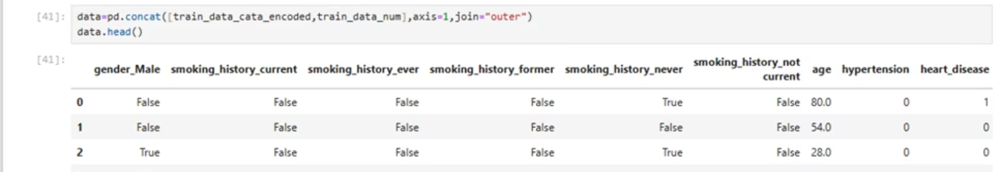 [41]: data=pd.concat([train_data_cata_encoded,train_data_num],axis=1,join="outer")
data.head()
[41]:
gender_Male smoking_history_current smoking_history_ever smoking_history_former smoking_history_never smoking_history_not current age hypertension heart_disease
0 False False False False True False 80.0 0 1
1 False False False False False False 54.0 0 0
2 True False False False True False 28.0 0 0